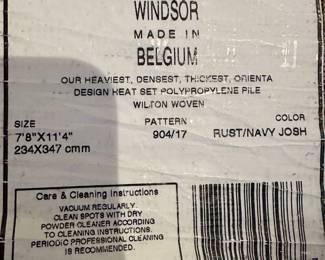 WINDSOR
MADE IN
BELGIUM
OUR HEAVIEST, DENSEST, THICKEST, ORIENTA
DESIGN HEAT SET POLYPROPYLENE PILE
WILTON WOVEN
SIZE PATTERN COLOR
7'8"X11'4" 904/17 RUST/NAVY JOSH
234X347 cmm
Care & Cleaning Instructions
VACUUM REGULARLY.
CLEAN SPOTS WITH DRY
POWDER CLEANER ACCORDING
TO CLEANING INSTRUCTIONS.
PERIODIC PROFESSIONAL CLEANING
IS RECOMMENDED.